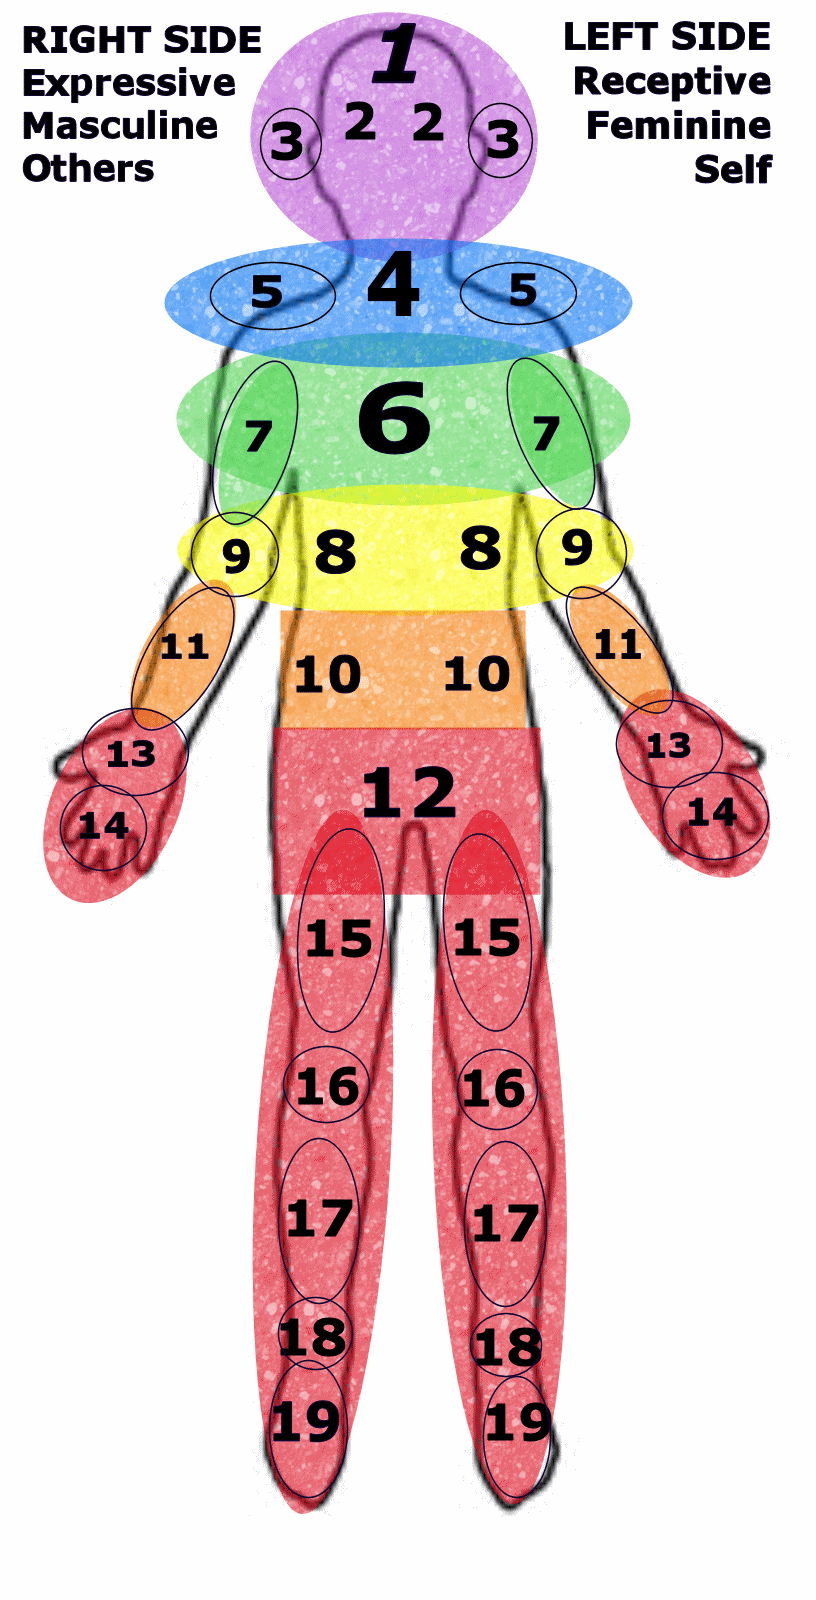 RIGHT SIDE
Expressive
Masculine
Others
LEFT SIDE
Receptive
Feminine
Self
1
2 2
3 3
4
5 5
6
7 7
8 8
9 9
10 10
11 11
12
13 13
14 14
15 15
16 16
17 17
18 18
19 19